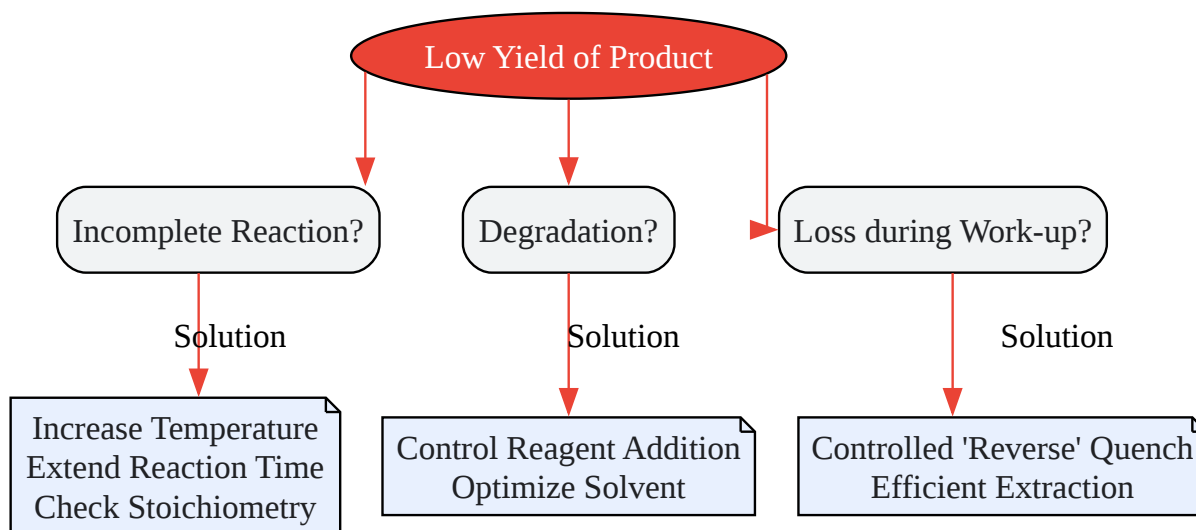 Low Yield of Product
Incomplete Reaction?
Degradation?
Loss during Work-up?
Solution
Solution
Solution
Increase Temperature
Extend Reaction Time
Check Stoichiometry
Control Reagent Addition
Optimize Solvent
Controlled 'Reverse' Quench
Efficient Extraction